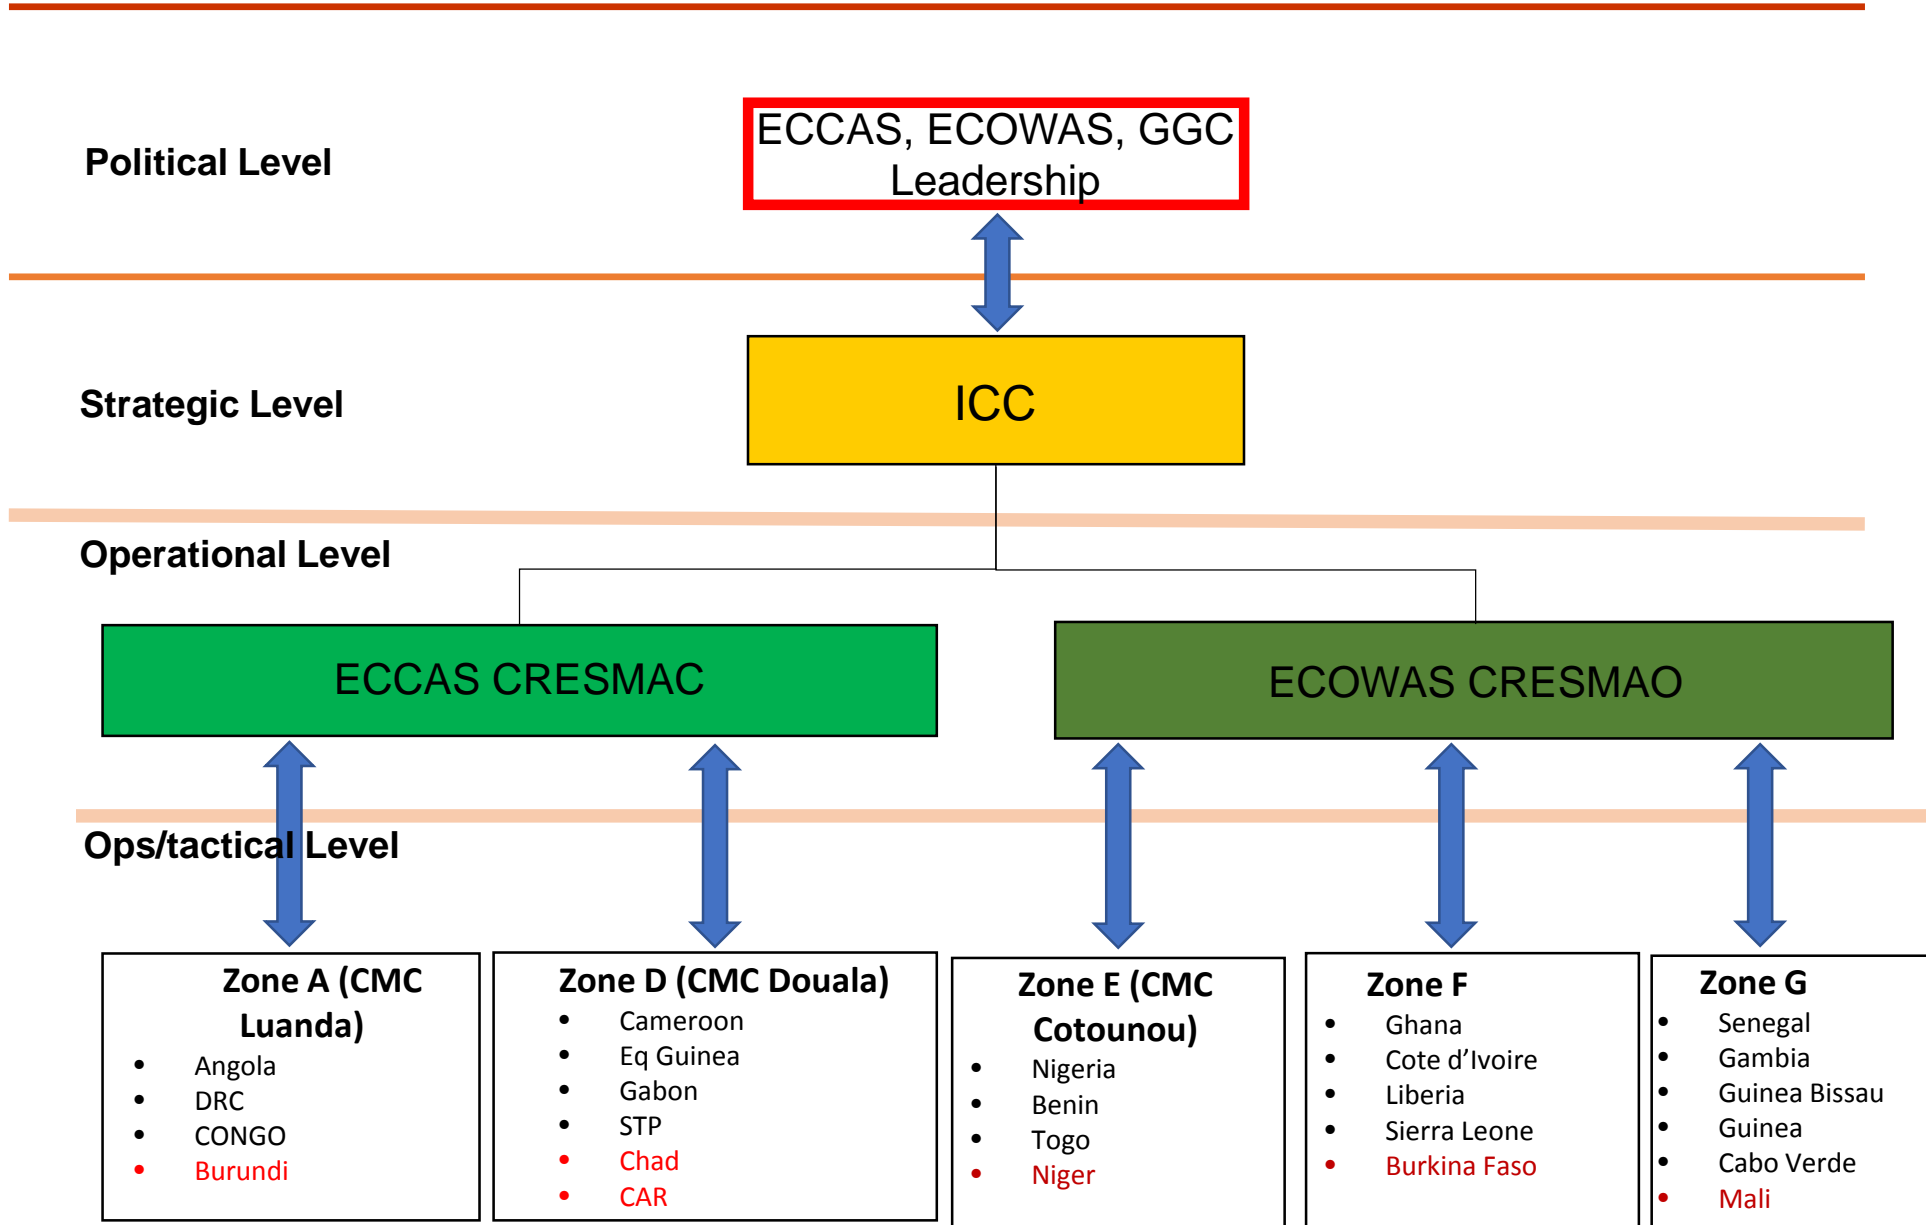 Political Level
ECCAS, ECOWAS, GGC
Leadership
Strategic Level
ICC
Operational Level
ECCAS CRESMAC
ECOWAS CRESMAO
Ops/tactical Level
Zone A (CMC
Luanda)
• Angola
• DRC
• CONGO
• Burundi
Zone D (CMC Douala)
• Cameroon
• Eq Guinea
• Gabon
• STP
• Chad
• CAR
Zone E (CMC
Cotounou)
• Nigeria
• Benin
• Togo
• Niger
Zone F
• Ghana
• Cote d’Ivoire
• Liberia
• Sierra Leone
• Burkina Faso
Zone G
• Senegal
• Gambia
• Guinea Bissau
• Guinea
• Cabo Verde
• Mali